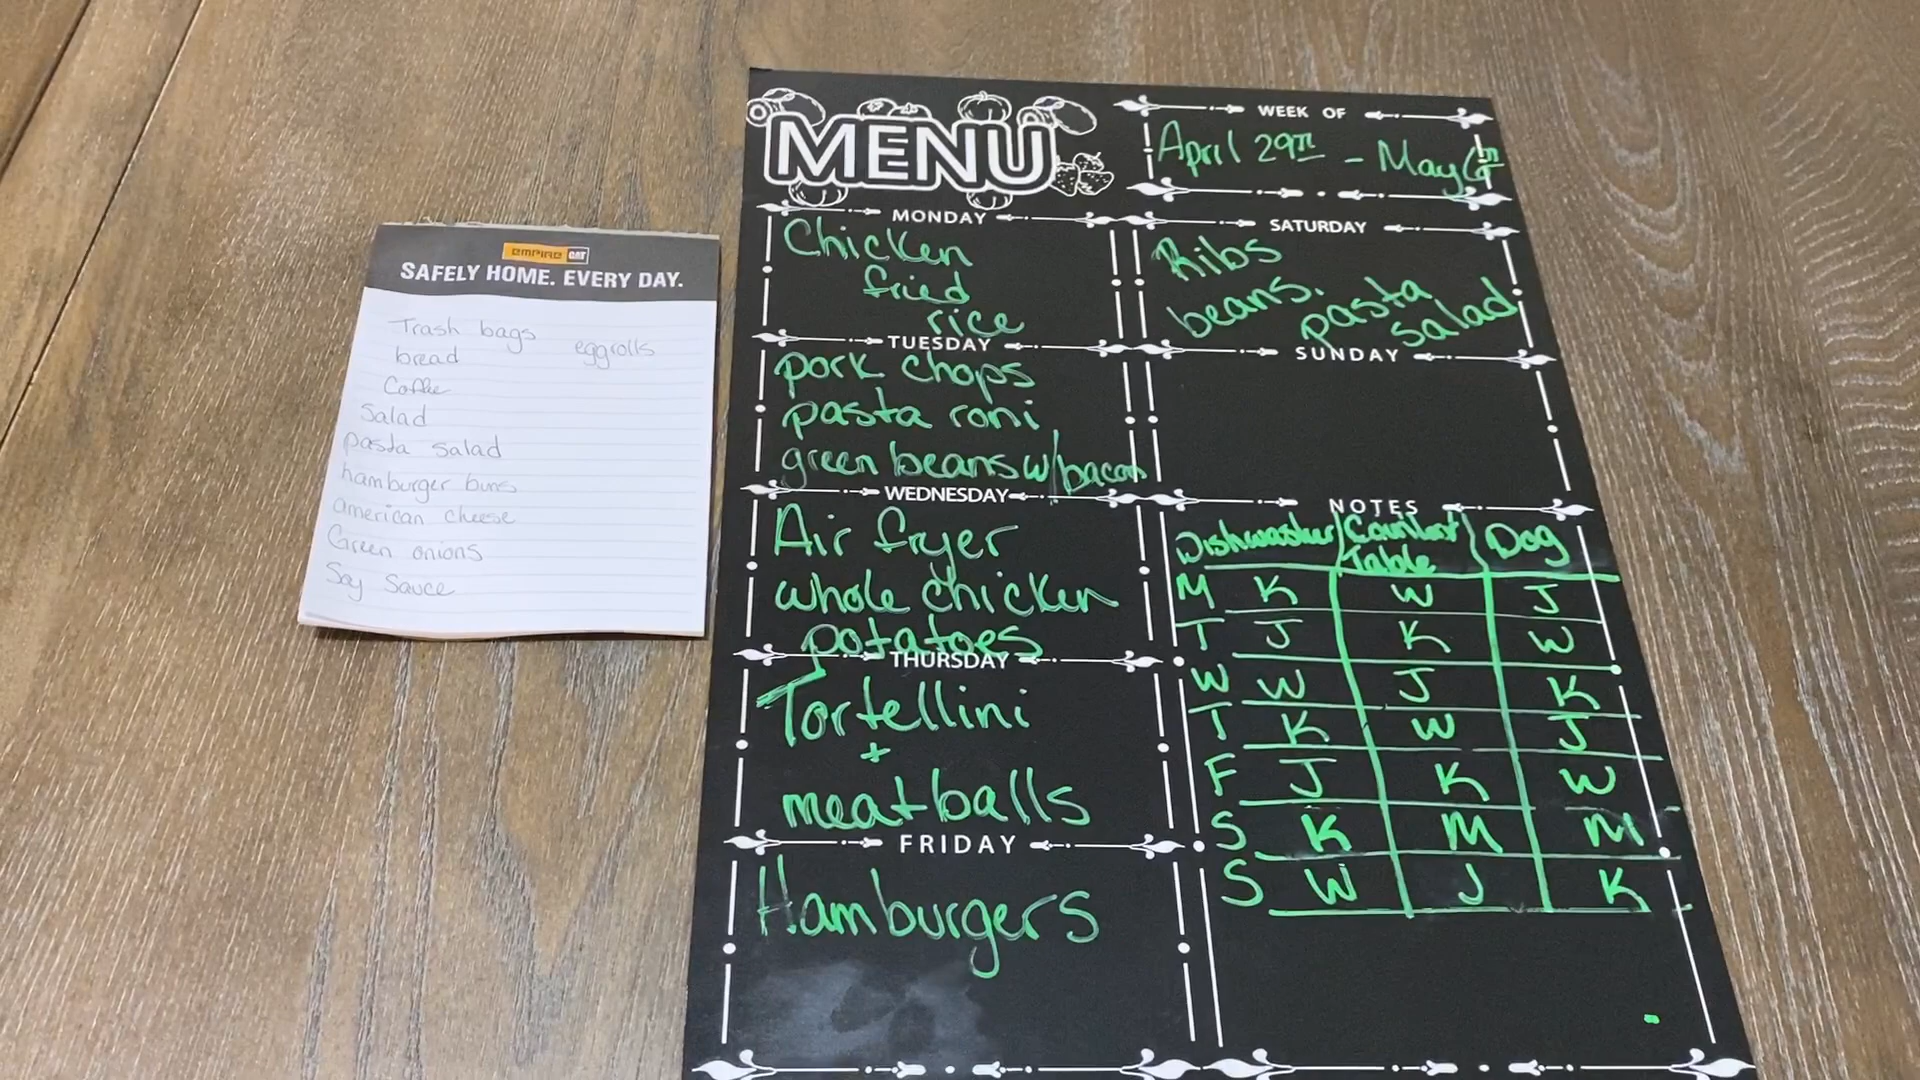 EMPIRE CAT
SAFELY HOME. EVERY DAY.
Trash bags
eggrolls
bread
Coffee
Salad
pasta salad
hamburger buns
american cheese
Green onions
Soy Sauce
MENU
WEEK OF
April 29th - May 6th
MONDAY
Chicken
fried
rice
TUESDAY
pork chops
pasta roni
green beans w/bacon
WEDNESDAY
Air fryer
whole chicken
potatoes
THURSDAY
Tortellini
+
meatballs
FRIDAY
Hamburgers
SATURDAY
Ribs
beans. pasta
salad
SUNDAY
NOTES
Dishwasher Counters/ Dog
Table
M K W J
T J K W
W W J K
T K W J
F J K W
S K M M
S W J K